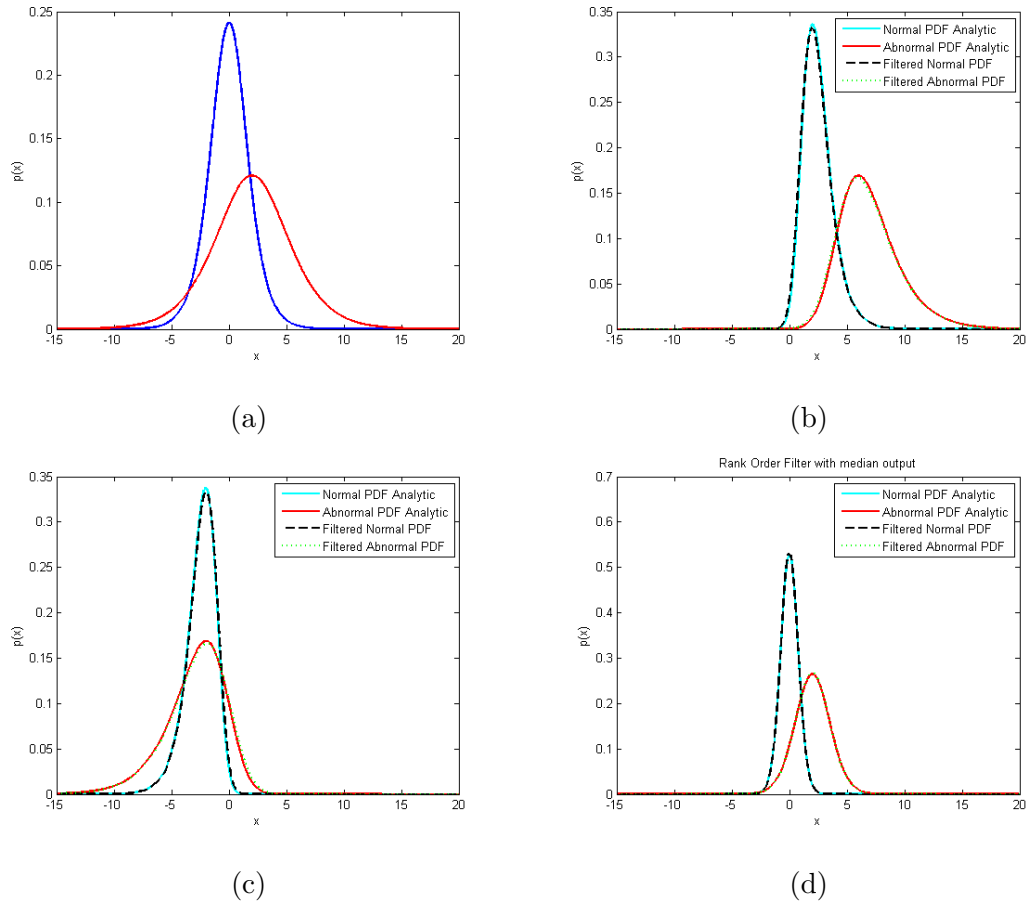 0.25
0.2
0.15
0.1
0.05
0
p(x)
-15 -10 -5 0 5 10 15 20
x
(a)
0.35
0.3
0.25
0.2
0.15
0.1
0.05
0
p(x)
Normal PDF Analytic
Abnormal PDF Analytic
Filtered Normal PDF
Filtered Abnormal PDF
-15 -10 -5 0 5 10 15 20
x
(b)
0.35
0.3
0.25
0.2
0.15
0.1
0.05
0
p(x)
Normal PDF Analytic
Abnormal PDF Analytic
Filtered Normal PDF
Filtered Abnormal PDF
-15 -10 -5 0 5 10 15 20
x
(c)
Rank Order Filter with median output
0.7
0.6
0.5
0.4
0.3
0.2
0.1
0
p(x)
Normal PDF Analytic
Abnormal PDF Analytic
Filtered Normal PDF
Filtered Abnormal PDF
-15 -10 -5 0 5 10 15 20
x
(d)